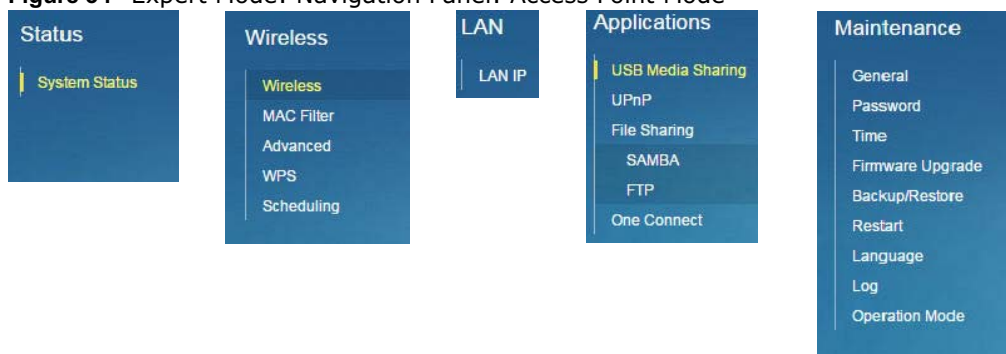 Expert Mode: Navigation Panel: Access Point Mode
Status
System Status
Wireless
Wireless
MAC Filter
Advanced
WPS
Scheduling
LAN
LAN IP
Applications
USB Media Sharing
UPnP
File Sharing
SAMBA
FTP
One Connect
Maintenance
General
Password
Time
Firmware Upgrade
Backup/Restore
Restart
Language
Log
Operation Mode